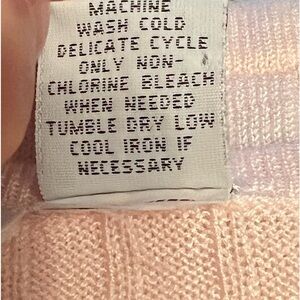 MACHINE
WASH COLD
DELICATE CYCLE
ONLY NON-
CHLORINE BLEACH
WHEN NEEDED
TUMBLE DRY LOW
COOL IRON IF
NECESSARY